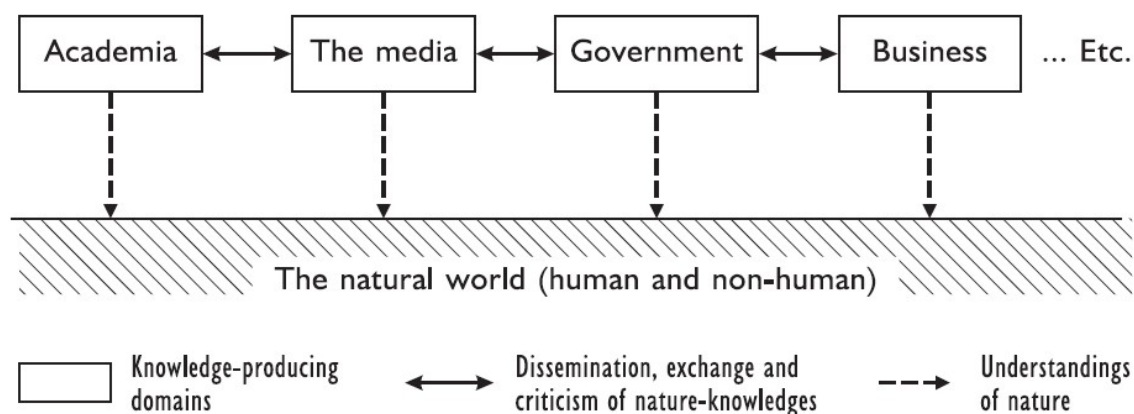 Academia The media Government Business ... Etc.
The natural world (human and non-human)
Knowledge-producing
domains
Dissemination, exchange and
criticism of nature-knowledges
Understandings
of nature